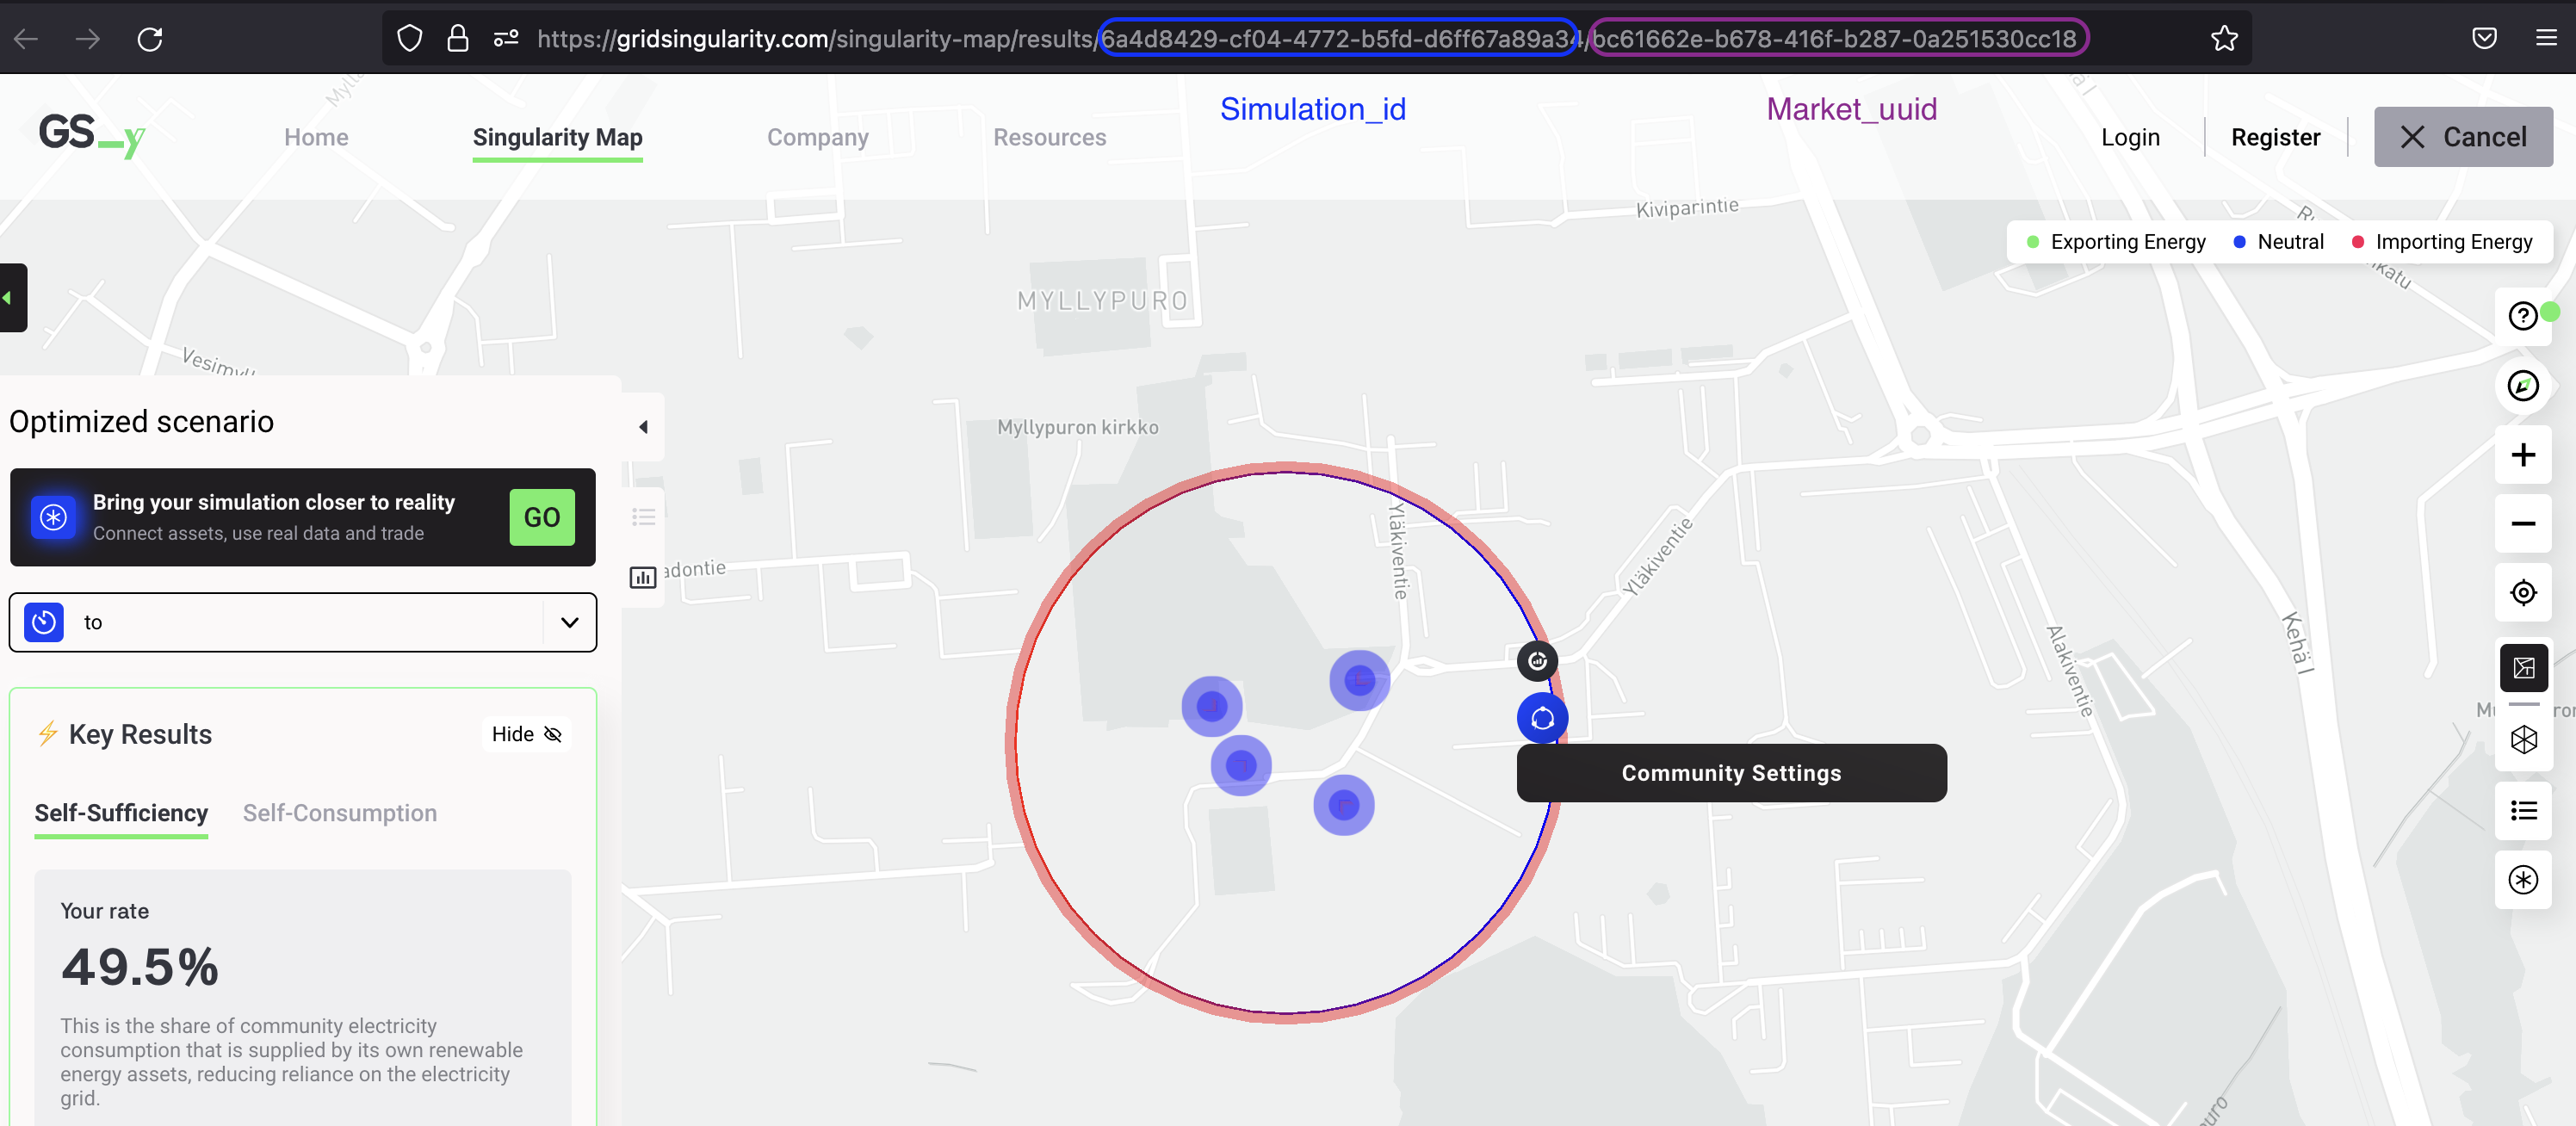 https://gridsingularity.com/singularity-map/results/6a4d8429-cf04-4772-b5fd-d6ff67a89a34/bc61662e-b678-416f-b287-0a251530cc18
Simulation_id
Market_uuid
GS_y
Home
Singularity Map
Company
Resources
Login
Register
Cancel
Kiviparintie
Exporting Energy
Neutral
Importing Energy
MYLLYPURO
Myllypuron kirkko
Yläkiventie
Yläkiventie
Alakiventie
Kehä I
adontie
Community Settings
Optimized scenario
Bring your simulation closer to reality
Connect assets, use real data and trade
GO
to
Key Results
Hide
Self-Sufficiency
Self-Consumption
Your rate
49.5%
This is the share of community electricity
consumption that is supplied by its own renewable
energy assets, reducing reliance on the electricity
grid.